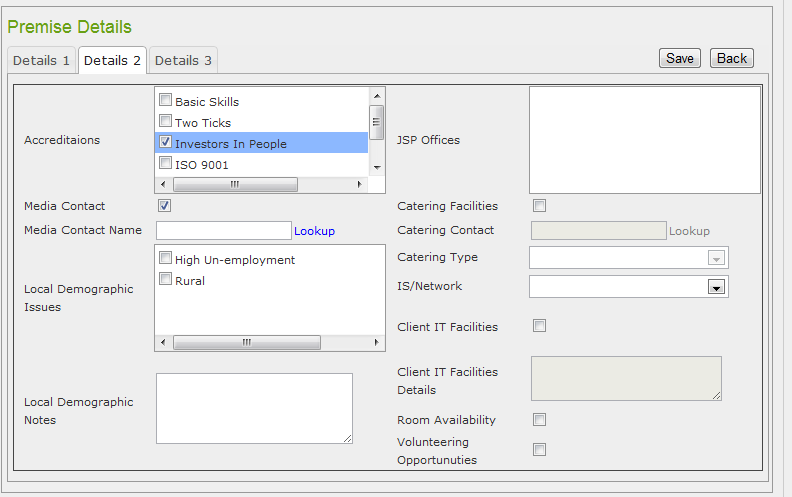 Premise Details
Details 1 Details 2 Details 3 Save Back
Accreditaions
Basic Skills
Two Ticks
Investors In People
ISO 9001
JSP Offices
Media Contact
Catering Facilities
Media Contact Name Lookup
Catering Contact Lookup
Local Demographic
Issues
High Un-employment
Rural
Catering Type
IS/Network
Client IT Facilities
Local Demographic
Notes
Client IT Facilities
Details
Room Availability
Volunteering
Opportunuties